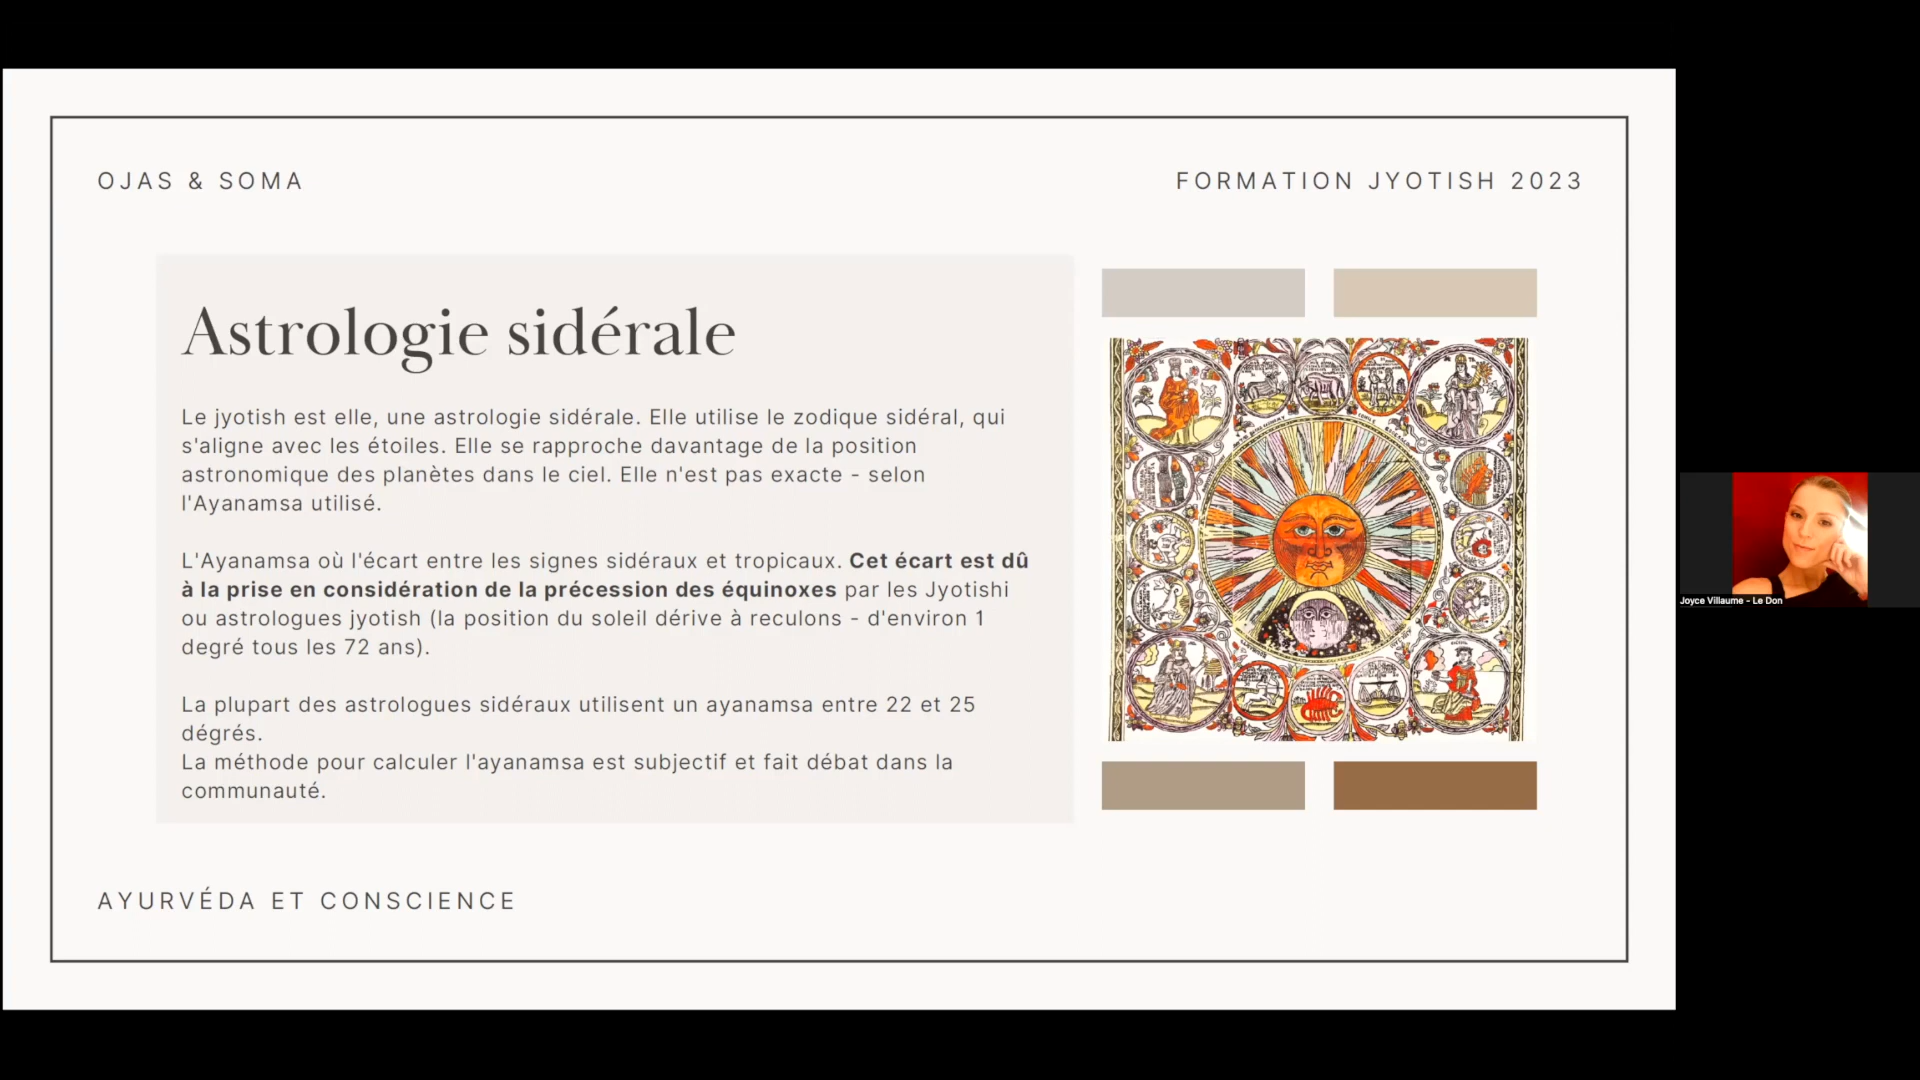 OJAS & SOMA
FORMATION JYOTISH 2023
Astrologie sidérale
Le jyotish est elle, une astrologie sidérale. Elle utilise le zodique sidéral, qui
s'aligne avec les étoiles. Elle se rapproche davantage de la position
astronomique des planètes dans le ciel. Elle n'est pas exacte - selon
l'Ayanamsa utilisé.
L'Ayanamsa où l'écart entre les signes sidéraux et tropicaux. Cet écart est dû
à la prise en considération de la précession des équinoxes par les Jyotishi
ou astrologues jyotish (la position du soleil dérive à reculons - d'environ 1
degré tous les 72 ans).
La plupart des astrologues sidéraux utilisent un ayanamsa entre 22 et 25
dégrés.
La méthode pour calculer l'ayanamsa est subjectif et fait débat dans la
communauté.
AYURVÉDA ET CONSCIENCE
Joyce Villaume - Le Don